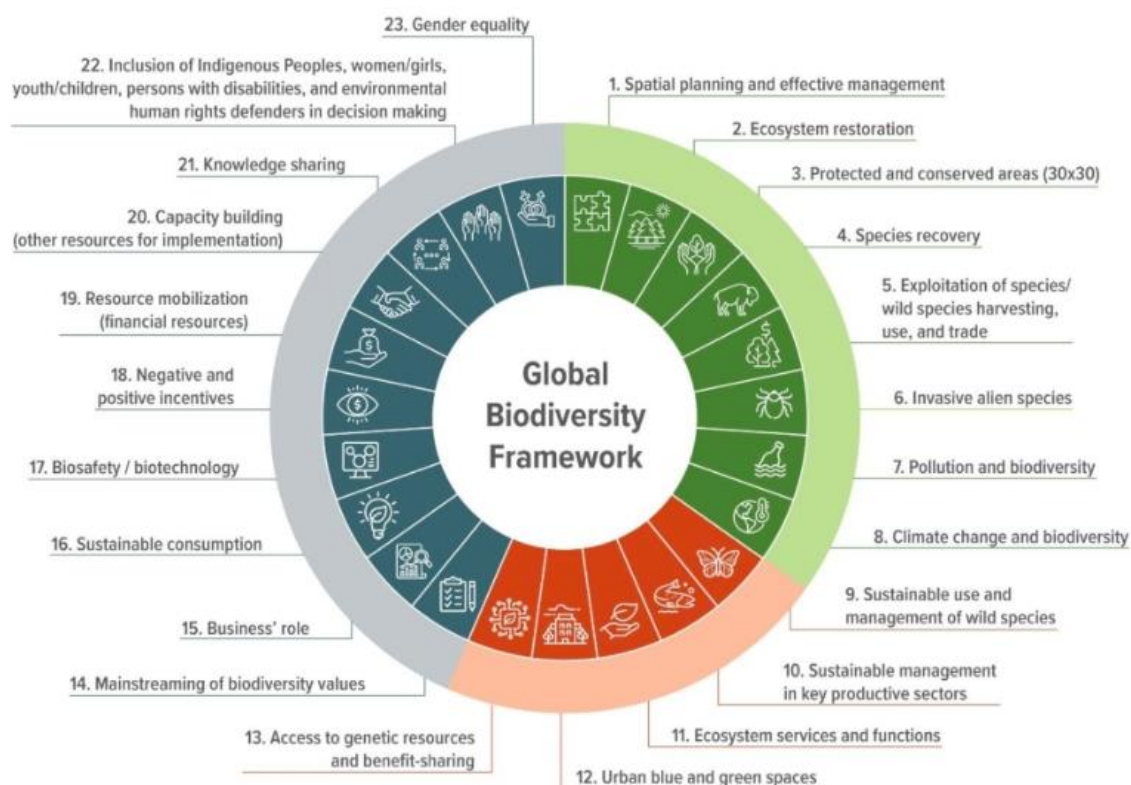 Global
Biodiversity
Framework
1. Spatial planning and effective management
2. Ecosystem restoration
3. Protected and conserved areas (30x30)
4. Species recovery
5. Exploitation of species/
wild species harvesting,
use, and trade
6. Invasive alien species
7. Pollution and biodiversity
8. Climate change and biodiversity
9. Sustainable use and
management of wild species
10. Sustainable management
in key productive sectors
11. Ecosystem services and functions
12. Urban blue and green spaces
13. Access to genetic resources
and benefit-sharing
14. Mainstreaming of biodiversity values
15. Business’ role
16. Sustainable consumption
17. Biosafety / biotechnology
18. Negative and
positive incentives
19. Resource mobilization
(financial resources)
20. Capacity building
(other resources for implementation)
21. Knowledge sharing
22. Inclusion of Indigenous Peoples, women/girls,
youth/children, persons with disabilities, and environmental
human rights defenders in decision making
23. Gender equality